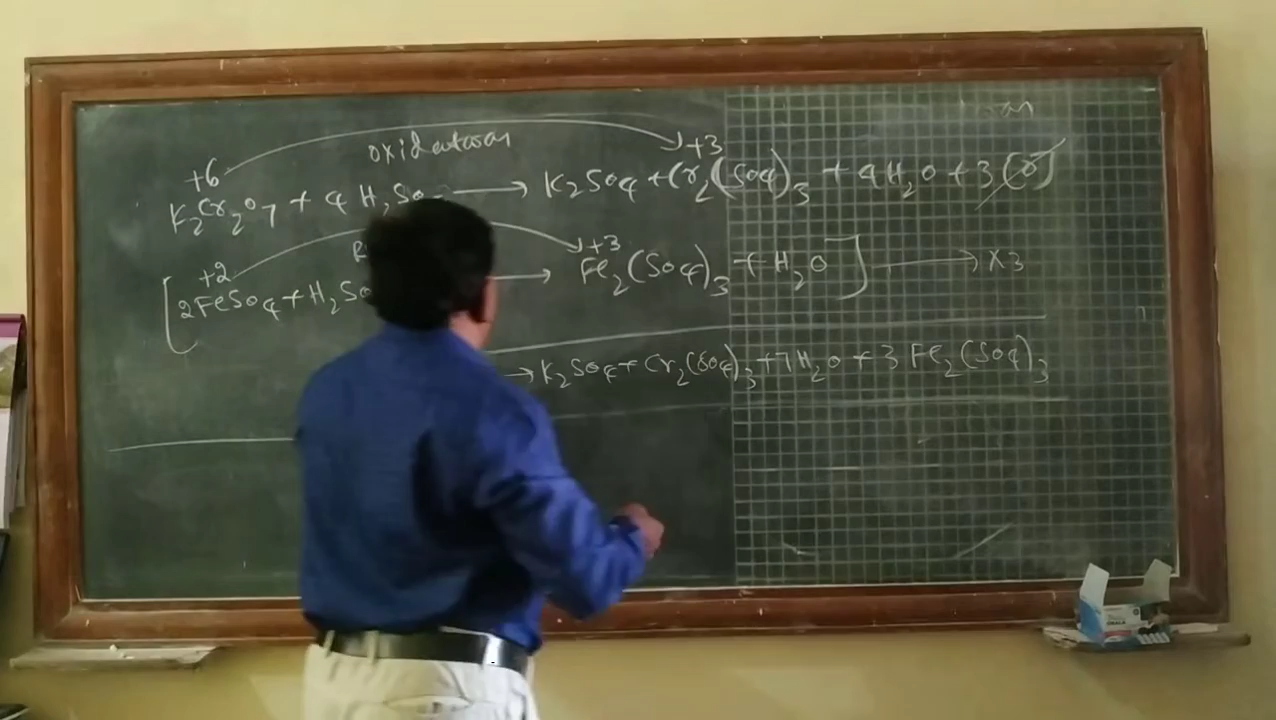 oxidation
+6 +3
K₂Cr₂O₇ + 4 H₂SO₄ → K₂SO₄ + Cr₂(SO₄)₃ + 4H₂O + 3(O)
+2 +3
[2FeSO₄ + H₂SO → Fe₂(SO₄)₃ + H₂O] → x3
→ K₂SO₄ + Cr₂(SO₄)₃ + 7H₂O + 3 Fe₂(SO₄)₃